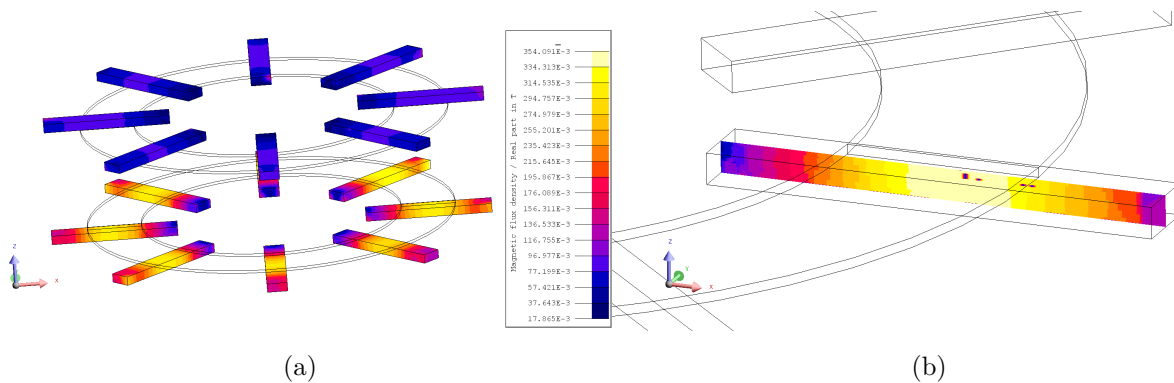 Magnetic flux density / Real part in T
354.091E-3
334.313E-3
314.535E-3
294.757E-3
274.979E-3
255.201E-3
235.423E-3
215.645E-3
195.867E-3
176.089E-3
156.311E-3
136.533E-3
116.755E-3
96.977E-3
77.199E-3
57.421E-3
37.643E-3
17.865E-3
Z
X
Z
Y
X
(a)
(b)